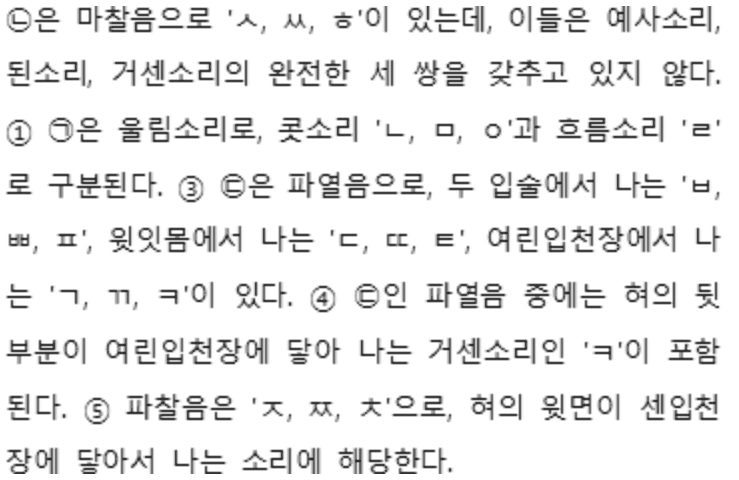 ㉡은 마찰음으로 'ㅅ, ㅆ, ㅎ'이 있는데, 이들은 예사소리,
된소리, 거센소리의 완전한 세 쌍을 갖추고 있지 않다.
① ㉠은 울림소리로, 콧소리 'ㄴ, ㅁ, ㅇ'과 흐름소리 'ㄹ'
로 구분된다. ③ ㉢은 파열음으로, 두 입술에서 나는 'ㅂ,
ㅃ, ㅍ', 윗잇몸에서 나는 'ㄷ, ㄸ, ㅌ', 여린입천장에서 나
는 'ㄱ, ㄲ, ㅋ'이 있다. ④ ㉢인 파열음 중에는 혀의 뒷
부분이 여린입천장에 닿아 나는 거센소리인 'ㅋ'이 포함
된다. ⑤ 파찰음은 'ㅈ, ㅉ, ㅊ'으로, 혀의 윗면이 센입천
장에 닿아서 나는 소리에 해당한다.